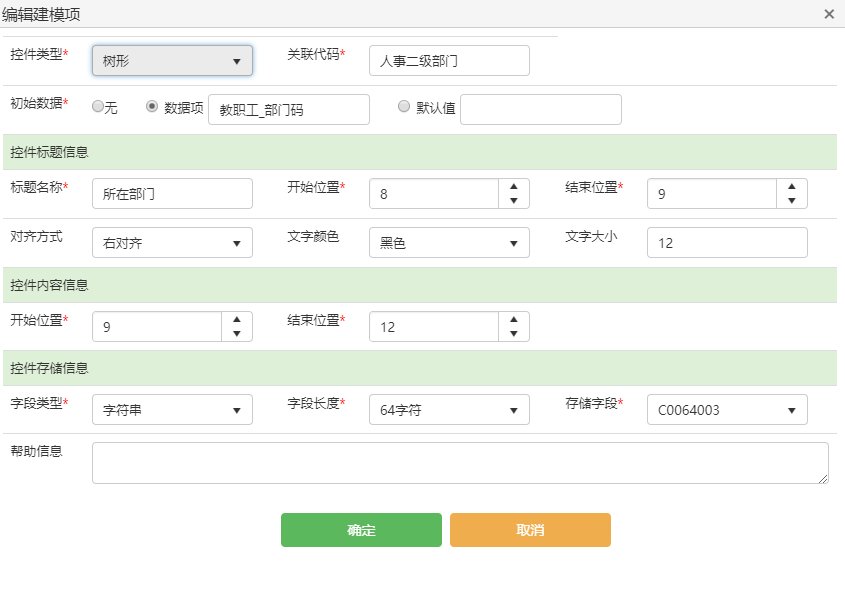 编辑建模项 ×
控件类型* 树形 关联代码* 人事二级部门
初始数据* 无 数据项 教职工_部门码 默认值
控件标题信息
标题名称* 所在部门 开始位置* 8 结束位置* 9
对齐方式 右对齐 文字颜色 黑色 文字大小 12
控件内容信息
开始位置* 9 结束位置* 12
控件存储信息
字段类型* 字符串 字段长度* 64字符 存储字段* C0064003
帮助信息
确定 取消